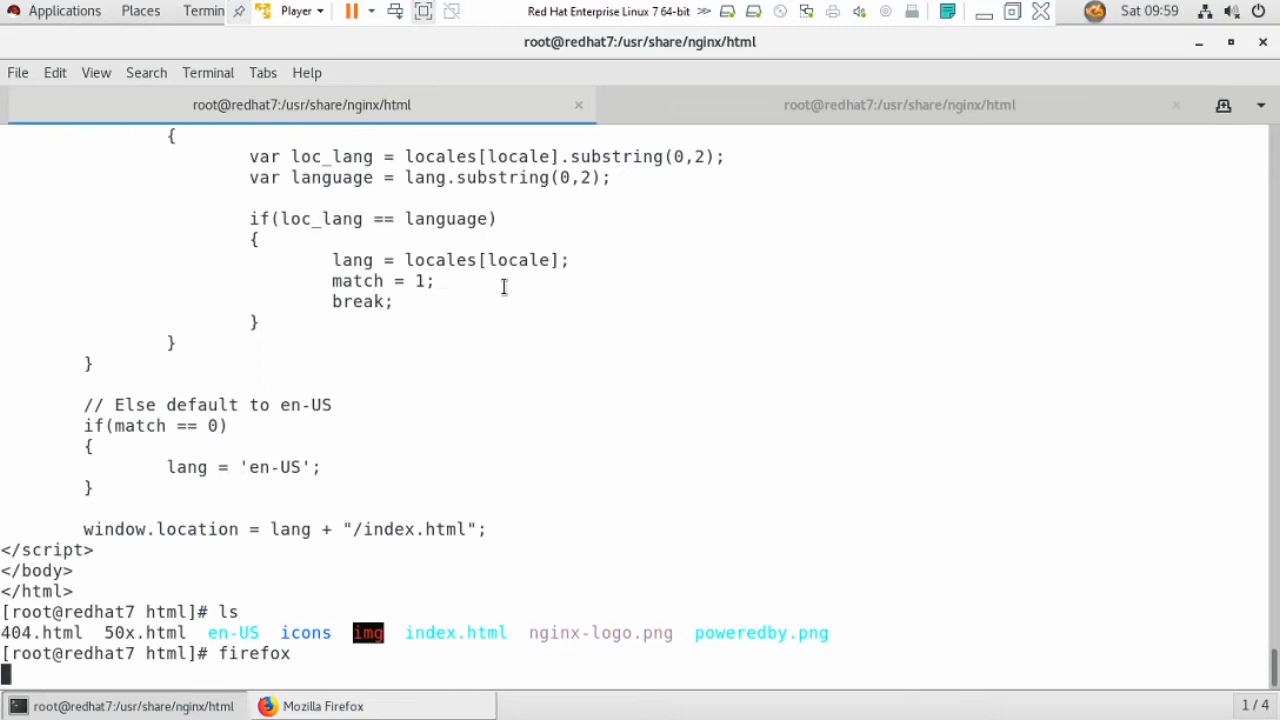 Applications Places Termin Player Red Hat Enterprise Linux 7 64-bit Sat 09:59
root@redhat7:/usr/share/nginx/html
File Edit View Search Terminal Tabs Help
root@redhat7:/usr/share/nginx/html root@redhat7:/usr/share/nginx/html
{
var loc_lang = locales[locale].substring(0,2);
var language = lang.substring(0,2);
if(loc_lang == language)
{
lang = locales[locale];
match = 1;
break;
}
}
}
// Else default to en-US
if(match == 0)
{
lang = 'en-US';
}
window.location = lang + "/index.html";
</script>
</body>
</html>
[root@redhat7 html]# ls
404.html 50x.html en-US icons img index.html nginx-logo.png poweredby.png
[root@redhat7 html]# firefox
root@redhat7:/usr/share/nginx/html Mozilla Firefox 1 / 4